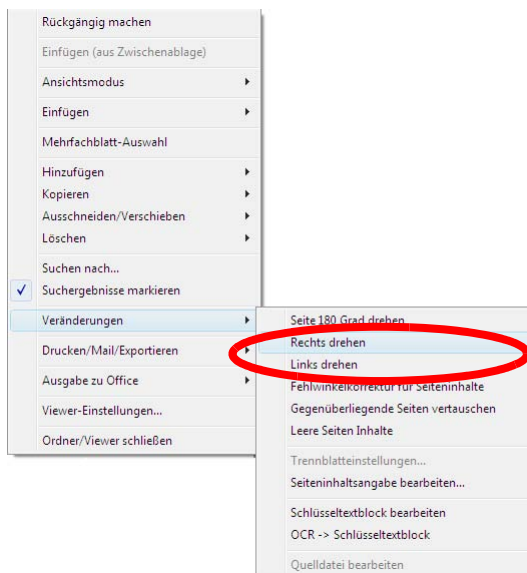 Rückgängig machen
Einfügen (aus Zwischenablage)
Ansichtsmodus
Einfügen
Mehrfachblatt-Auswahl
Hinzufügen
Kopieren
Ausschneiden/Verschieben
Löschen
Suchen nach...
Suchergebnisse markieren
Veränderungen
Drucken/Mail/Exportieren
Ausgabe zu Office
Viewer-Einstellungen...
Ordner/Viewer schließen
Seite 180 Grad drehen
Rechts drehen
Links drehen
Fehlwinkelkorrektur für Seiteninhalte
Gegenüberliegende Seiten vertauschen
Leere Seiten Inhalte
Trennblatteinstellungen...
Seiteninhaltsangabe bearbeiten...
Schlüsseltextblock bearbeiten
OCR -> Schlüsseltextblock
Quelldatei bearbeiten